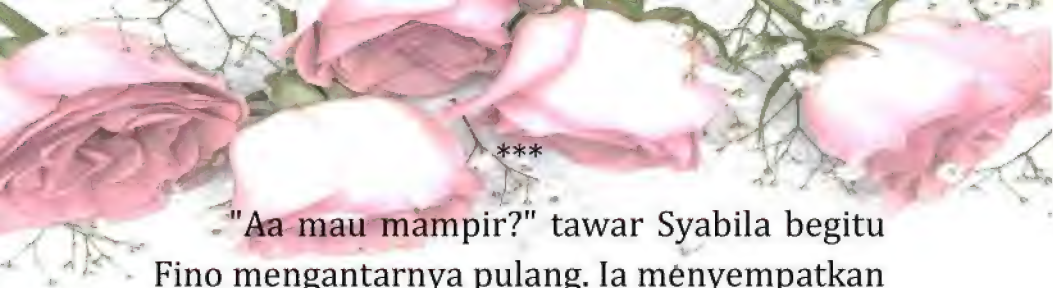 ***
"Aa mau mampir?" tawar Syabila begitu
Fino mengantarnya pulang. Ia menyempatkan